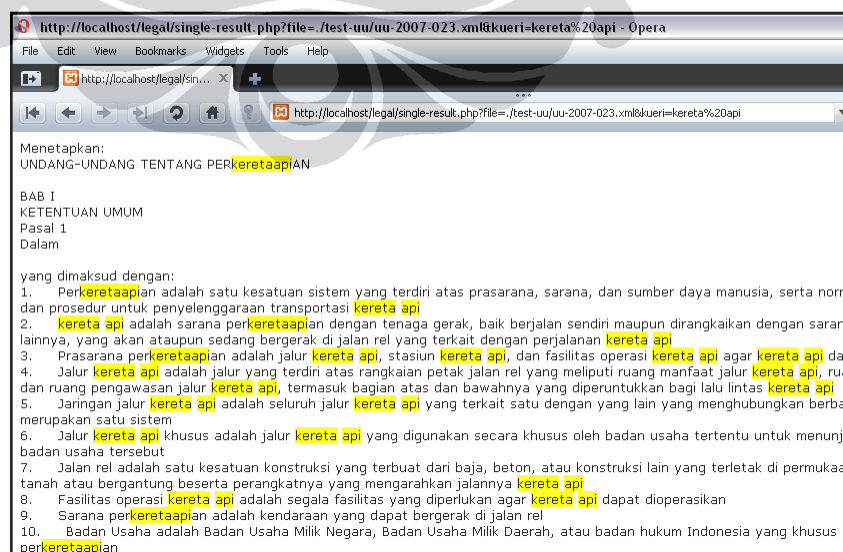 http://localhost/legal/single-result.php?file=./test-uu/uu-2007-023.xml&kueri=kereta%20api - Opera
File Edit View Bookmarks Widgets Tools Help
http://localhost/legal/sin...
http://localhost/legal/single-result.php?file=./test-uu/uu-2007-023.xml&kueri=kereta%20api
Menetapkan:
UNDANG-UNDANG TENTANG PERkeretaapiAN
BAB I
KETENTUAN UMUM
Pasal 1
Dalam
yang dimaksud dengan:
1. Perkeretaapian adalah satu kesatuan sistem yang terdiri atas prasarana, sarana, dan sumber daya manusia, serta nor
dan prosedur untuk penyelenggaraan transportasi kereta api
2. kereta api adalah sarana perkeretaapian dengan tenaga gerak, baik berjalan sendiri maupun dirangkaikan dengan saran
lainnya, yang akan ataupun sedang bergerak di jalan rel yang terkait dengan perjalanan kereta api
3. Prasarana perkeretaapian adalah jalur kereta api, stasiun kereta api, dan fasilitas operasi kereta api agar kereta api da
4. Jalur kereta api adalah jalur yang terdiri atas rangkaian petak jalan rel yang meliputi ruang manfaat jalur kereta api, ru
dan ruang pengawasan jalur kereta api, termasuk bagian atas dan bawahnya yang diperuntukkan bagi lalu lintas kereta api
5. Jaringan jalur kereta api adalah seluruh jalur kereta api yang terkait satu dengan yang lain yang menghubungkan berba
merupakan satu sistem
6. Jalur kereta api khusus adalah jalur kereta api yang digunakan secara khusus oleh badan usaha tertentu untuk menunj
badan usaha tersebut
7. Jalan rel adalah satu kesatuan konstruksi yang terbuat dari baja, beton, atau konstruksi lain yang terletak di permukaa
tanah atau bergantung beserta perangkatnya yang mengarahkan jalannya kereta api
8. Fasilitas operasi kereta api adalah segala fasilitas yang diperlukan agar kereta api dapat dioperasikan
9. Sarana perkeretaapian adalah kendaraan yang dapat bergerak di jalan rel
10. Badan Usaha adalah Badan Usaha Milik Negara, Badan Usaha Milik Daerah, atau badan hukum Indonesia yang khusus
perkeretaapian